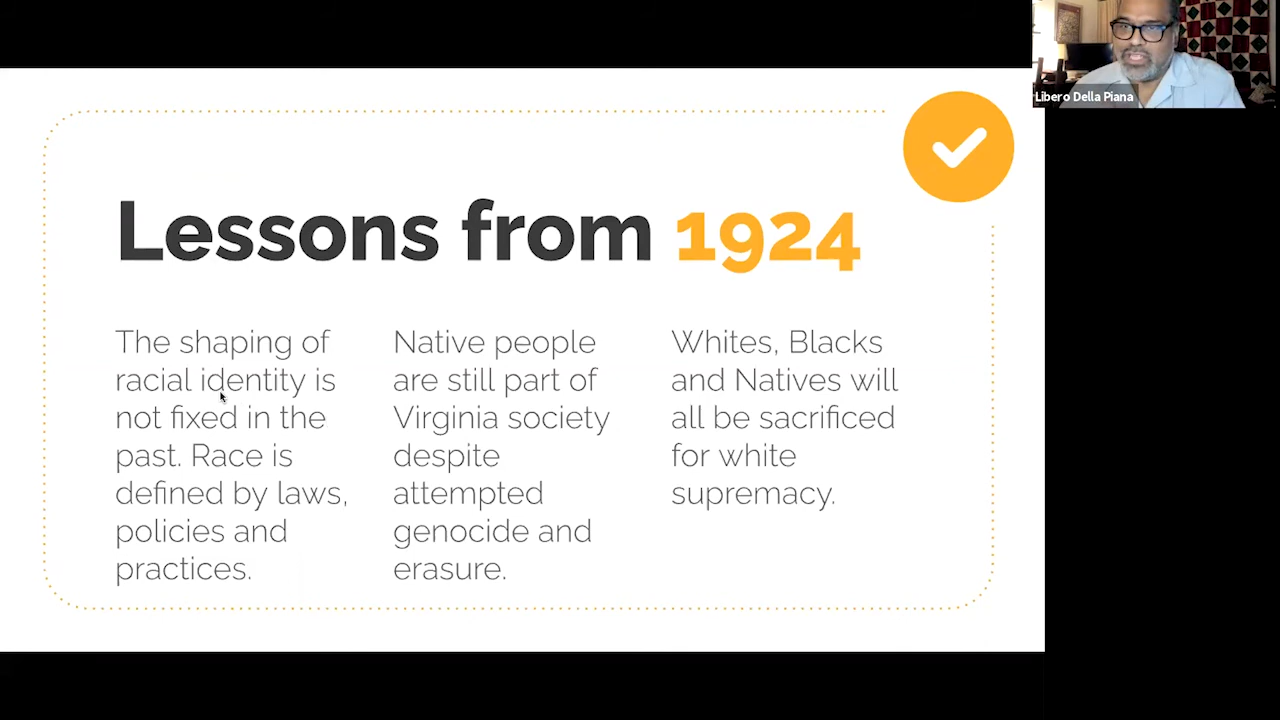 Libero Della Piana
Lessons from 1924
The shaping of
racial identity is
not fixed in the
past. Race is
defined by laws,
policies and
practices.
Native people
are still part of
Virginia society
despite
attempted
genocide and
erasure.
Whites, Blacks
and Natives will
all be sacrificed
for white
supremacy.